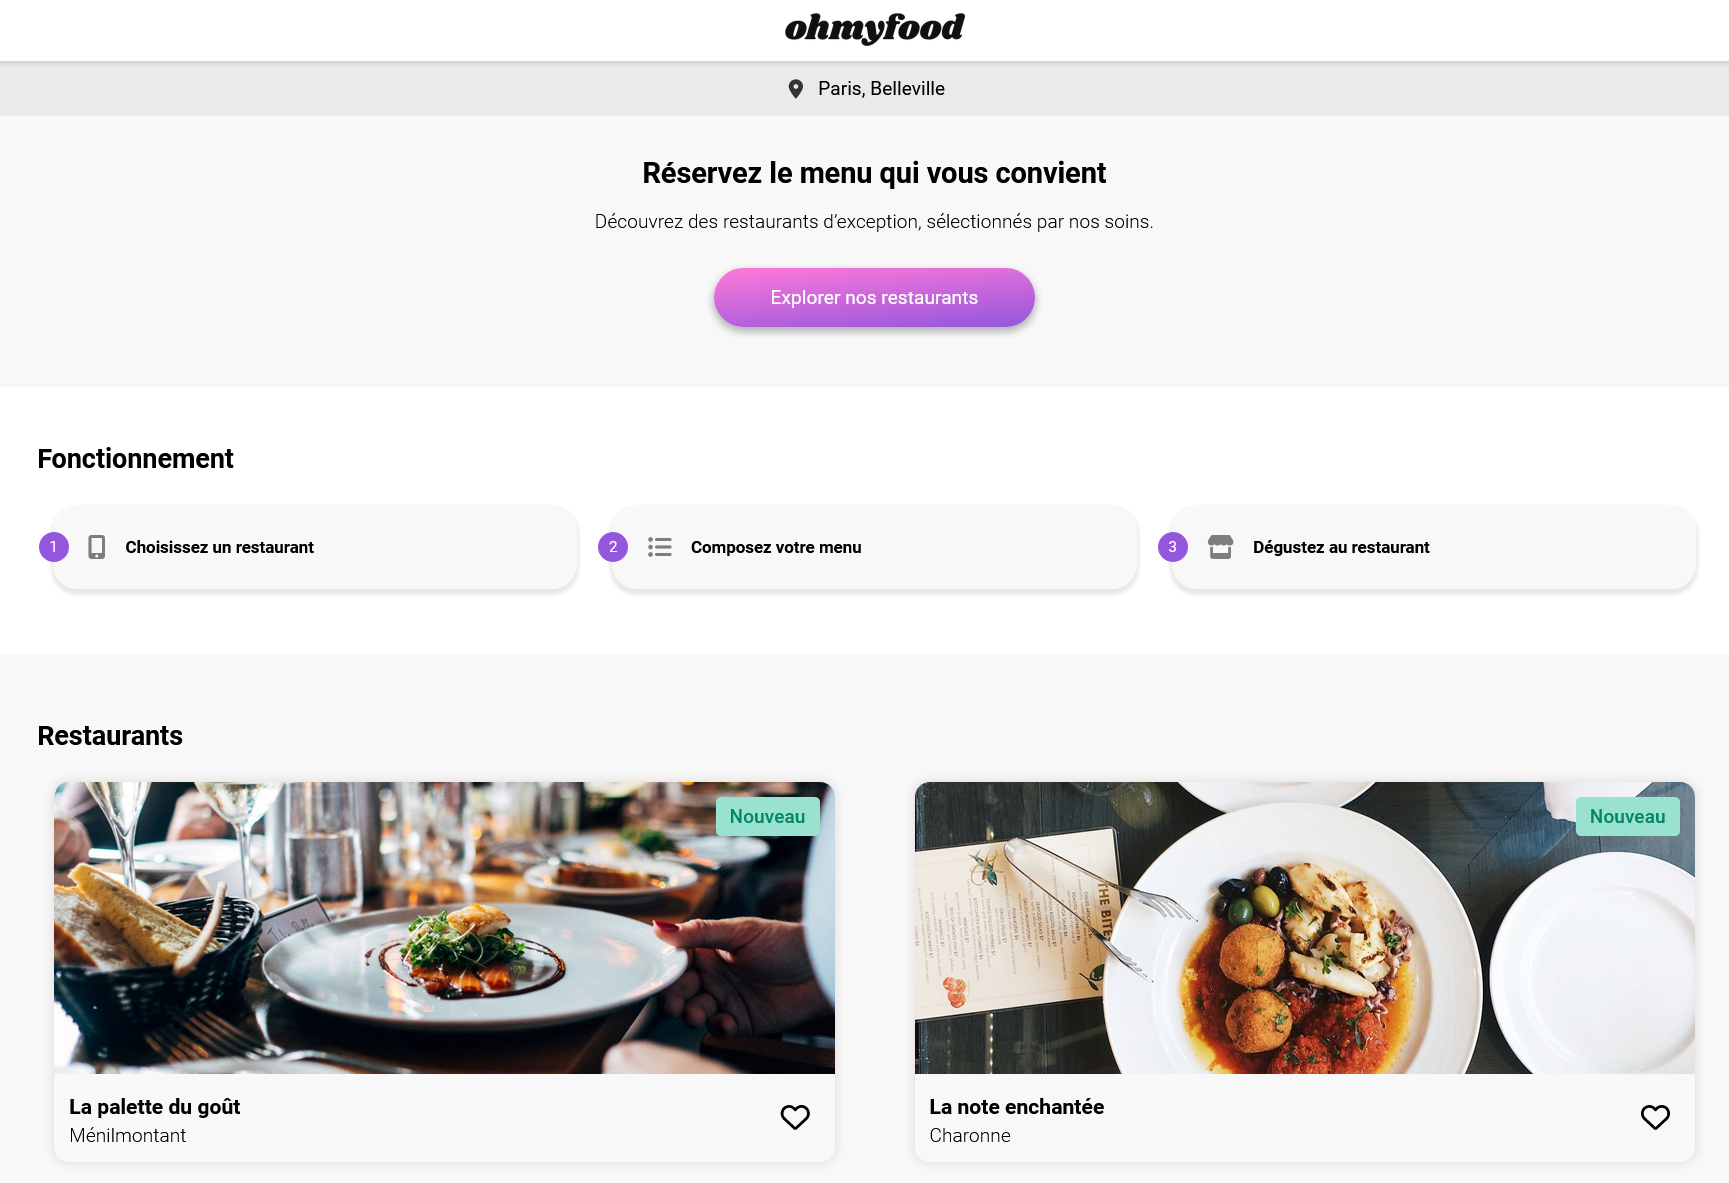 ohmyfood
Paris, Belleville
Réservez le menu qui vous convient
Découvrez des restaurants d’exception, sélectionnés par nos soins.
Explorer nos restaurants
Fonctionnement
1 Choisissez un restaurant
2 Composez votre menu
3 Dégustez au restaurant
Restaurants
Nouveau
THE BITE
La palette du goût
Ménilmontant
Nouveau
La note enchantée
Charonne